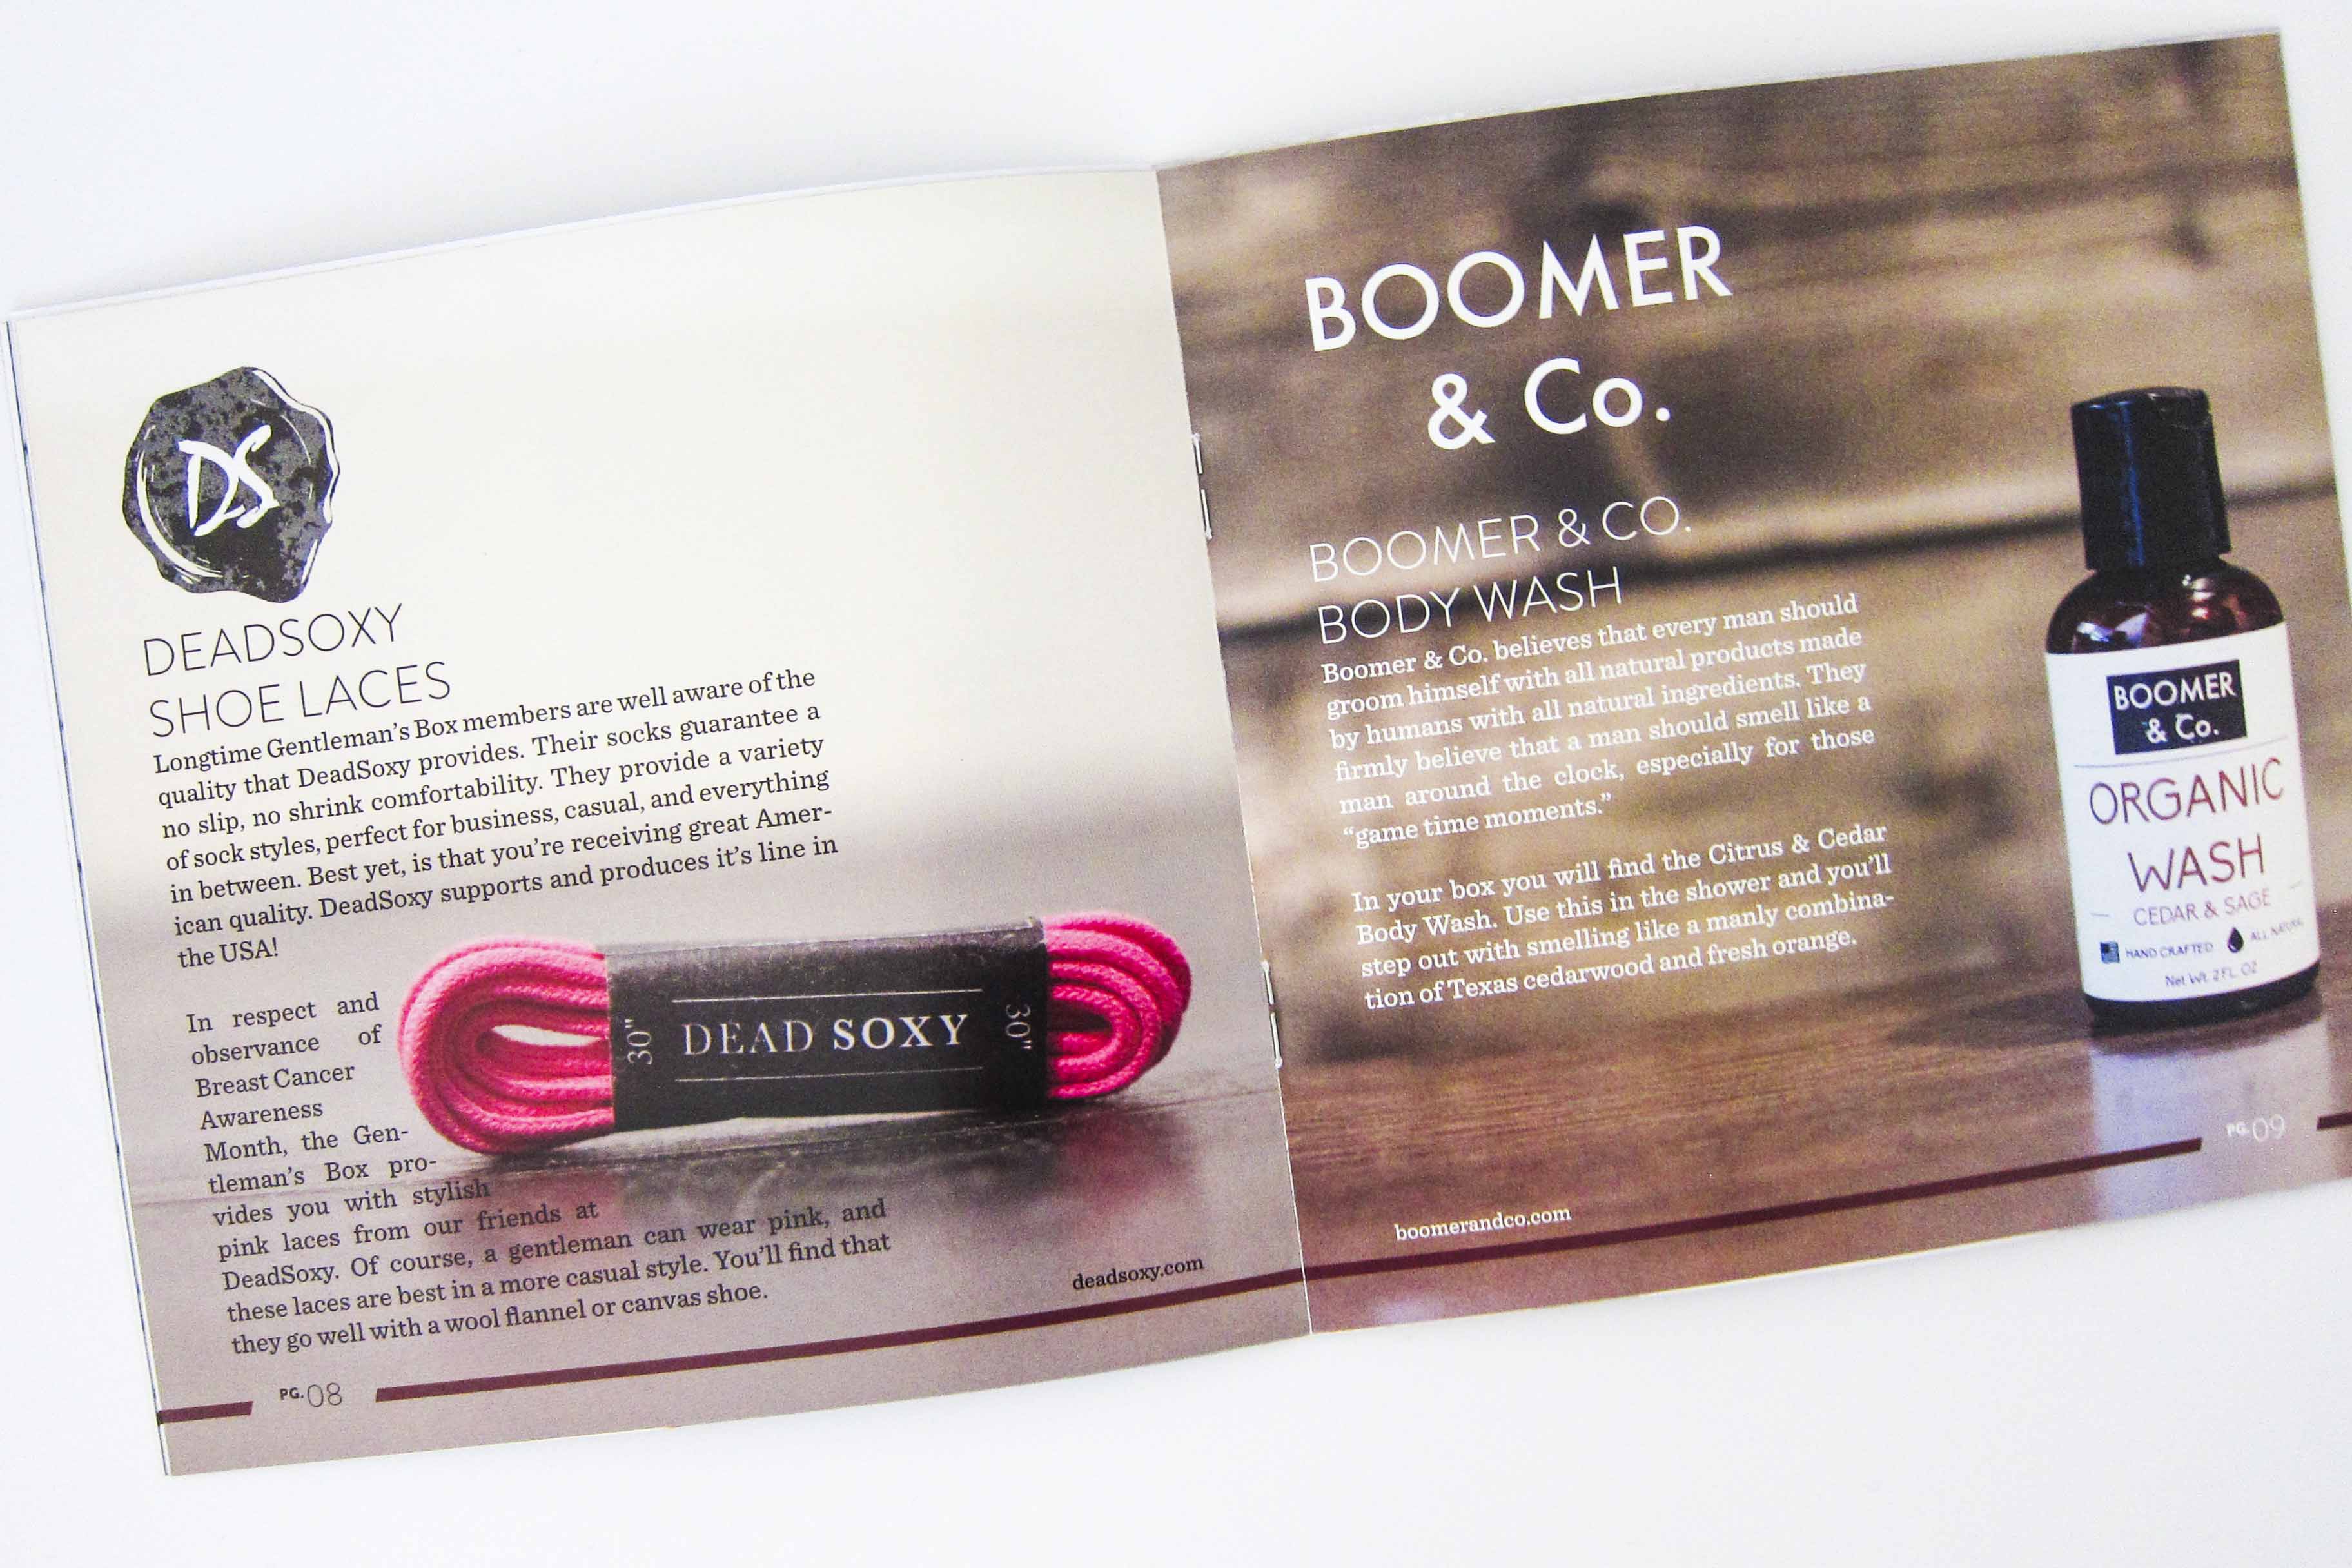 DS
DEADSOXY
SHOE LACES
Longtime Gentleman's Box members are well aware of the
quality that DeadSoxy provides. Their socks guarantee a
no slip, no shrink comfortability. They provide a variety
of sock styles, perfect for business, casual, and everything
in between. Best yet, is that you're receiving great Amer-
ican quality. DeadSoxy supports and produces it's line in
the USA!
In respect and
observance of
Breast Cancer
Awareness
Month, the Gen-
tleman's Box pro-
vides you with stylish
pink laces from our friends at
DeadSoxy. Of course, a gentleman can wear pink, and
these laces are best in a more casual style. You'll find that
they go well with a wool flannel or canvas shoe.
30"
DEAD SOXY
30"
deadsoxy.com
PG.08
BOOMER
& Co.
BOOMER & CO.
BODY WASH
Boomer & Co. believes that every man should
groom himself with all natural products made
by humans with all natural ingredients. They
firmly believe that a man should smell like a
man around the clock, especially for those
"game time moments."
In your box you will find the Citrus & Cedar
Body Wash. Use this in the shower and you'll
step out with smelling like a manly combina-
tion of Texas cedarwood and fresh orange.
BOOMER
& Co.
ORGANIC
WASH
CEDAR & SAGE
HAND CRAFTED
ALL NATURAL
Net Wt. 2FL OZ
boomerandco.com
PG.09